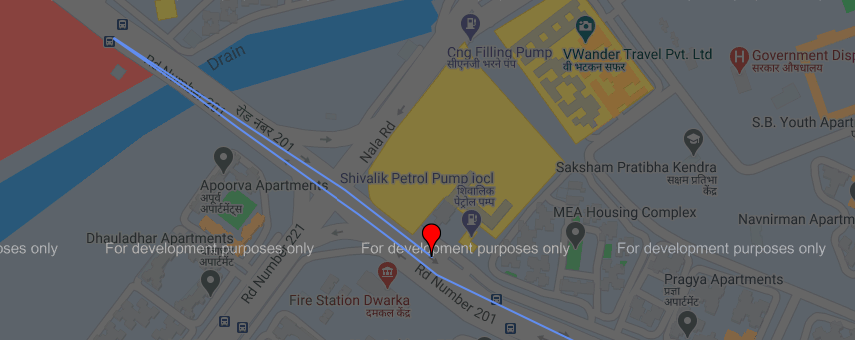 Drain
Rd Number 201
रोड नंबर 201
Nala Rd
Cng Filling Pump
सीएनजी भरने पंप
VWander Travel Pvt. Ltd
वी भटकन सफर
Government Disp
सरकार औषधालय
S.B. Youth Apart
Shivalik Petrol Pump iocl
शिवालिक
पेट्रोल पम्प
Saksham Pratibha Kendra
सक्षम प्रतिभा
केंद्र
Apoorva Apartments
अपूर्व
अपार्टमेंट्स
MEA Housing Complex
Navnirman Apartm
Dhauladhar Apartments
अपार्टमेंट
oses only
For development purposes only
For development purposes only
For development purposes only
Rd Number 221
Fire Station Dwarka
दमकल केंद्र
Rd Number 201
Pragya Apartments
प्रज्ञा
अपार्टमेंट